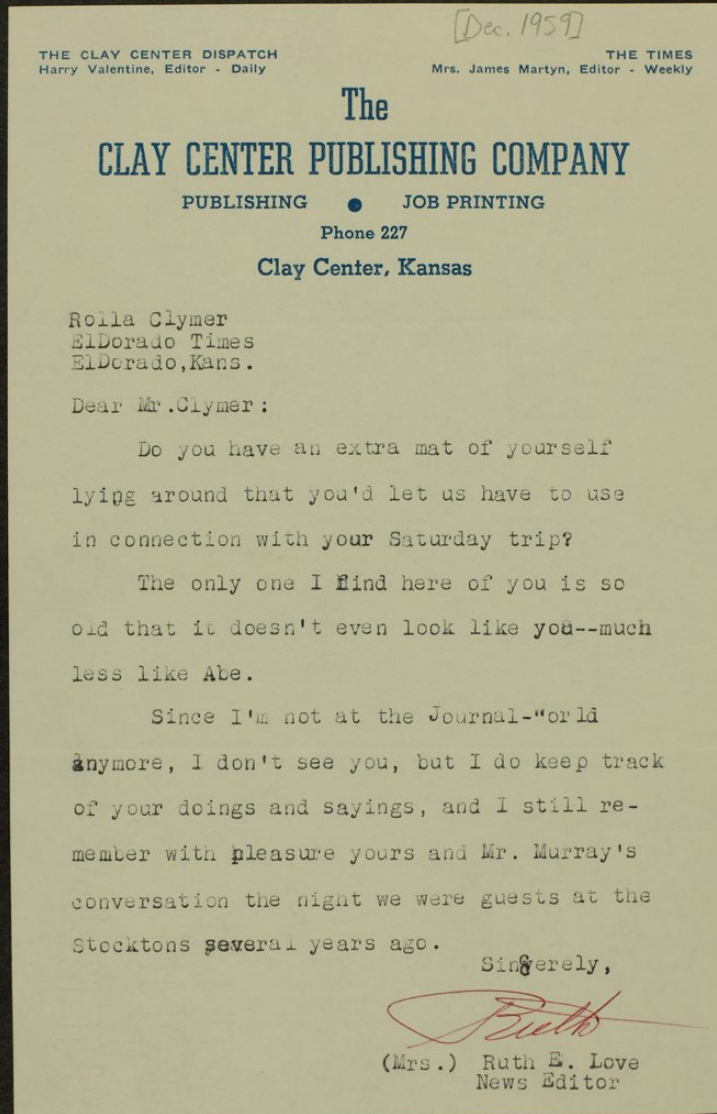 [Dec. 1959]
THE CLAY CENTER DISPATCH
Harry Valentine, Editor - Daily
THE TIMES
Mrs. James Martyn, Editor - Weekly
The
CLAY CENTER PUBLISHING COMPANY
PUBLISHING ● JOB PRINTING
Phone 227
Clay Center, Kansas
Rolla Clymer
ElDorado Times
ElDorado,Kans.
Dear Mr.Clymer:
Do you have an extra mat of yourself
lying around that you'd let us have to use
in connection with your Saturday trip?
The only one I find here of you is so
old that it doesn't even look like you--much
less like Abe.
Since I'm not at the Journal-"orld
anymore, I don't see you, but I do keep track
of your doings and sayings, and I still re-
member with pleasure yours and Mr. Murray's
conversation the night we were guests at the
Stocktons several years ago.
Sincerely,
Ruth
(Mrs.) Ruth E. Love
News Editor